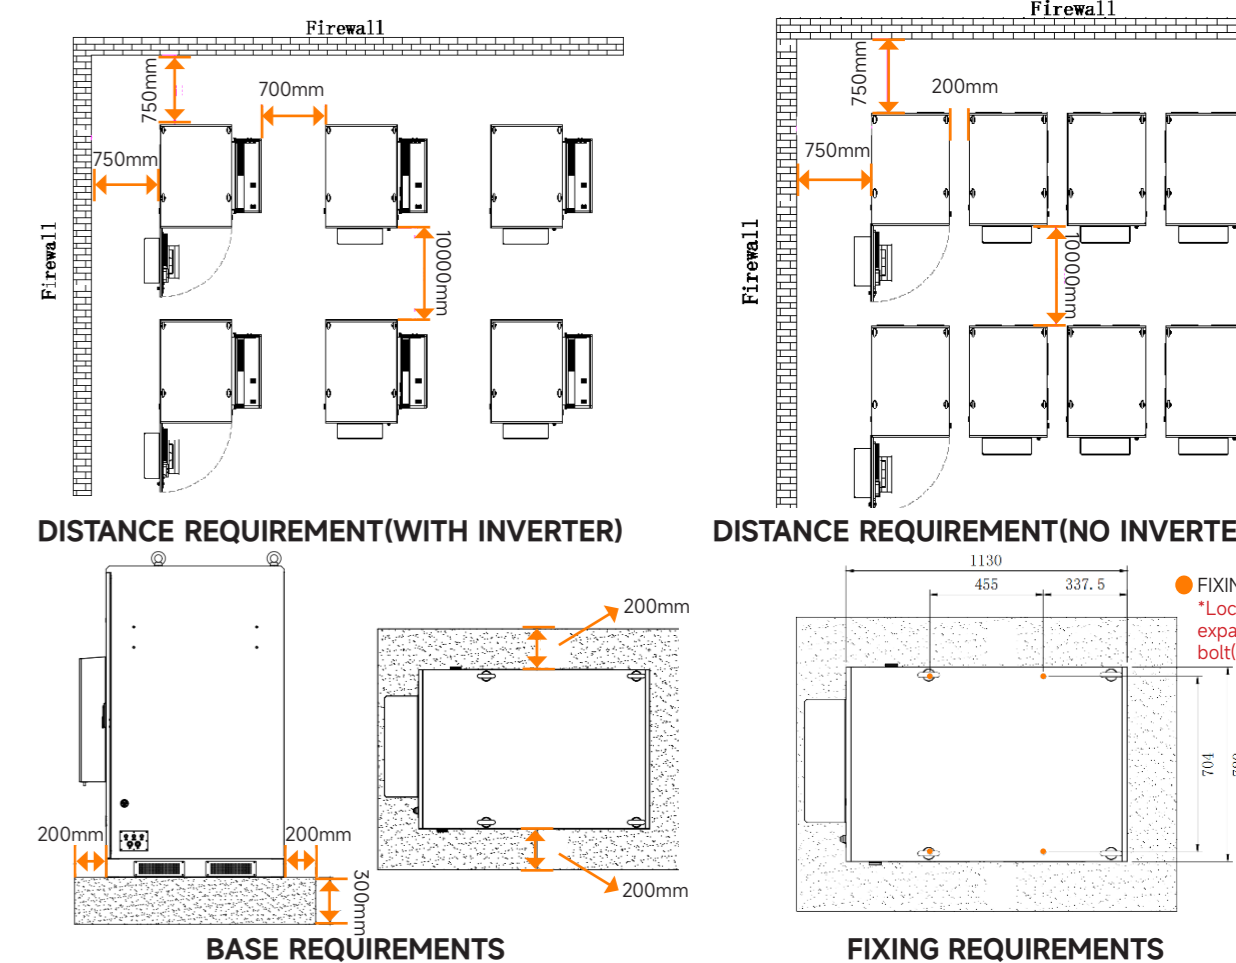 Firewall
750mm
700mm
750mm
Firewall
10000mm
DISTANCE REQUIREMENT(WITH INVERTER)
Firewall
750mm
200mm
750mm
Firewall
10000mm
DISTANCE REQUIREMENT(NO INVERTE
200mm
200mm
200mm
200mm
300mm
BASE REQUIREMENTS
1130
455
337.5
FIXIN
*Loc
expa
bolt(
704
FIXING REQUIREMENTS